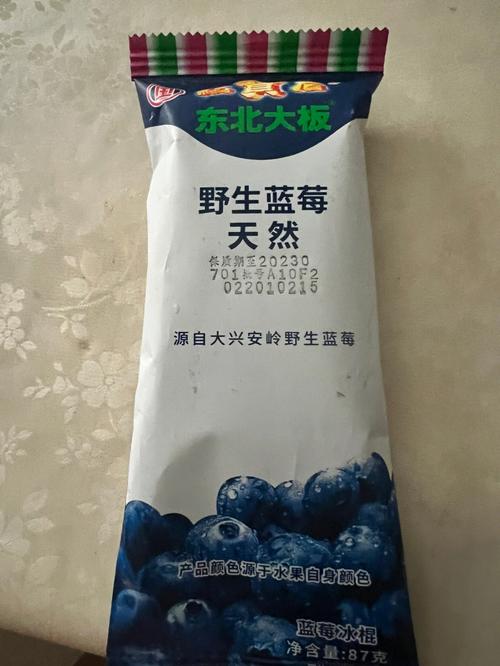 东北大板
野生蓝莓
天然
保质期至20230
701批号A10F2
022010215
源自大兴安岭野生蓝莓
产品颜色源于水果自身颜色
蓝莓冰棍
净含量:87克